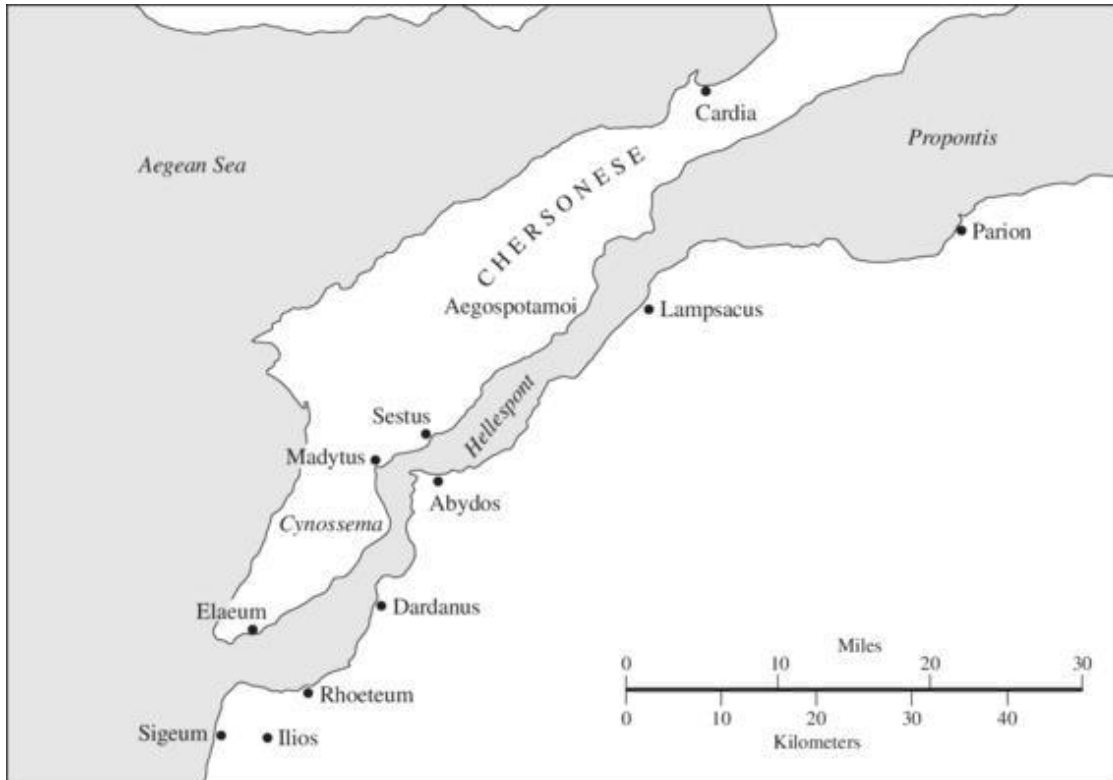 Cardia
Propontis
Aegean Sea
CHERSONESE
Parion
Aegospotamoi
Lampsacus
Hellespont
Sestus
Madytus
Abydos
Cynossema
Elaeum
Dardanus
Miles
0 10 20 30
0 10 20 30 40
Kilometers
Rhoeteum
Sigeum
Ilios